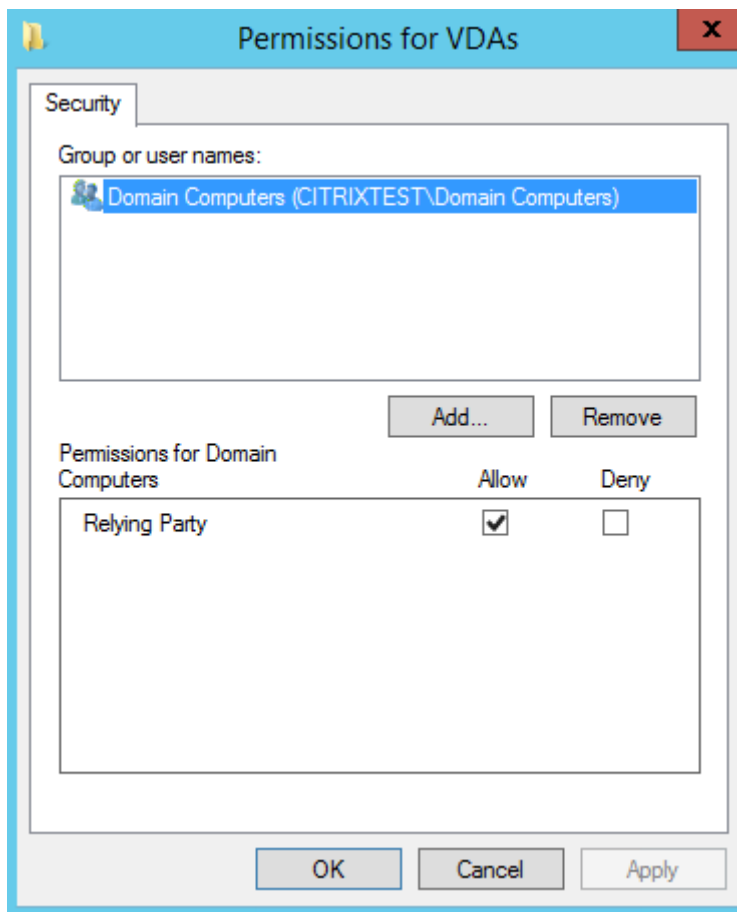 Permissions for VDAs
x
Security
Group or user names:
Domain Computers (CITRIXTEST\Domain Computers)
Add... Remove
Permissions for Domain
Computers Allow Deny
Relying Party
OK Cancel Apply